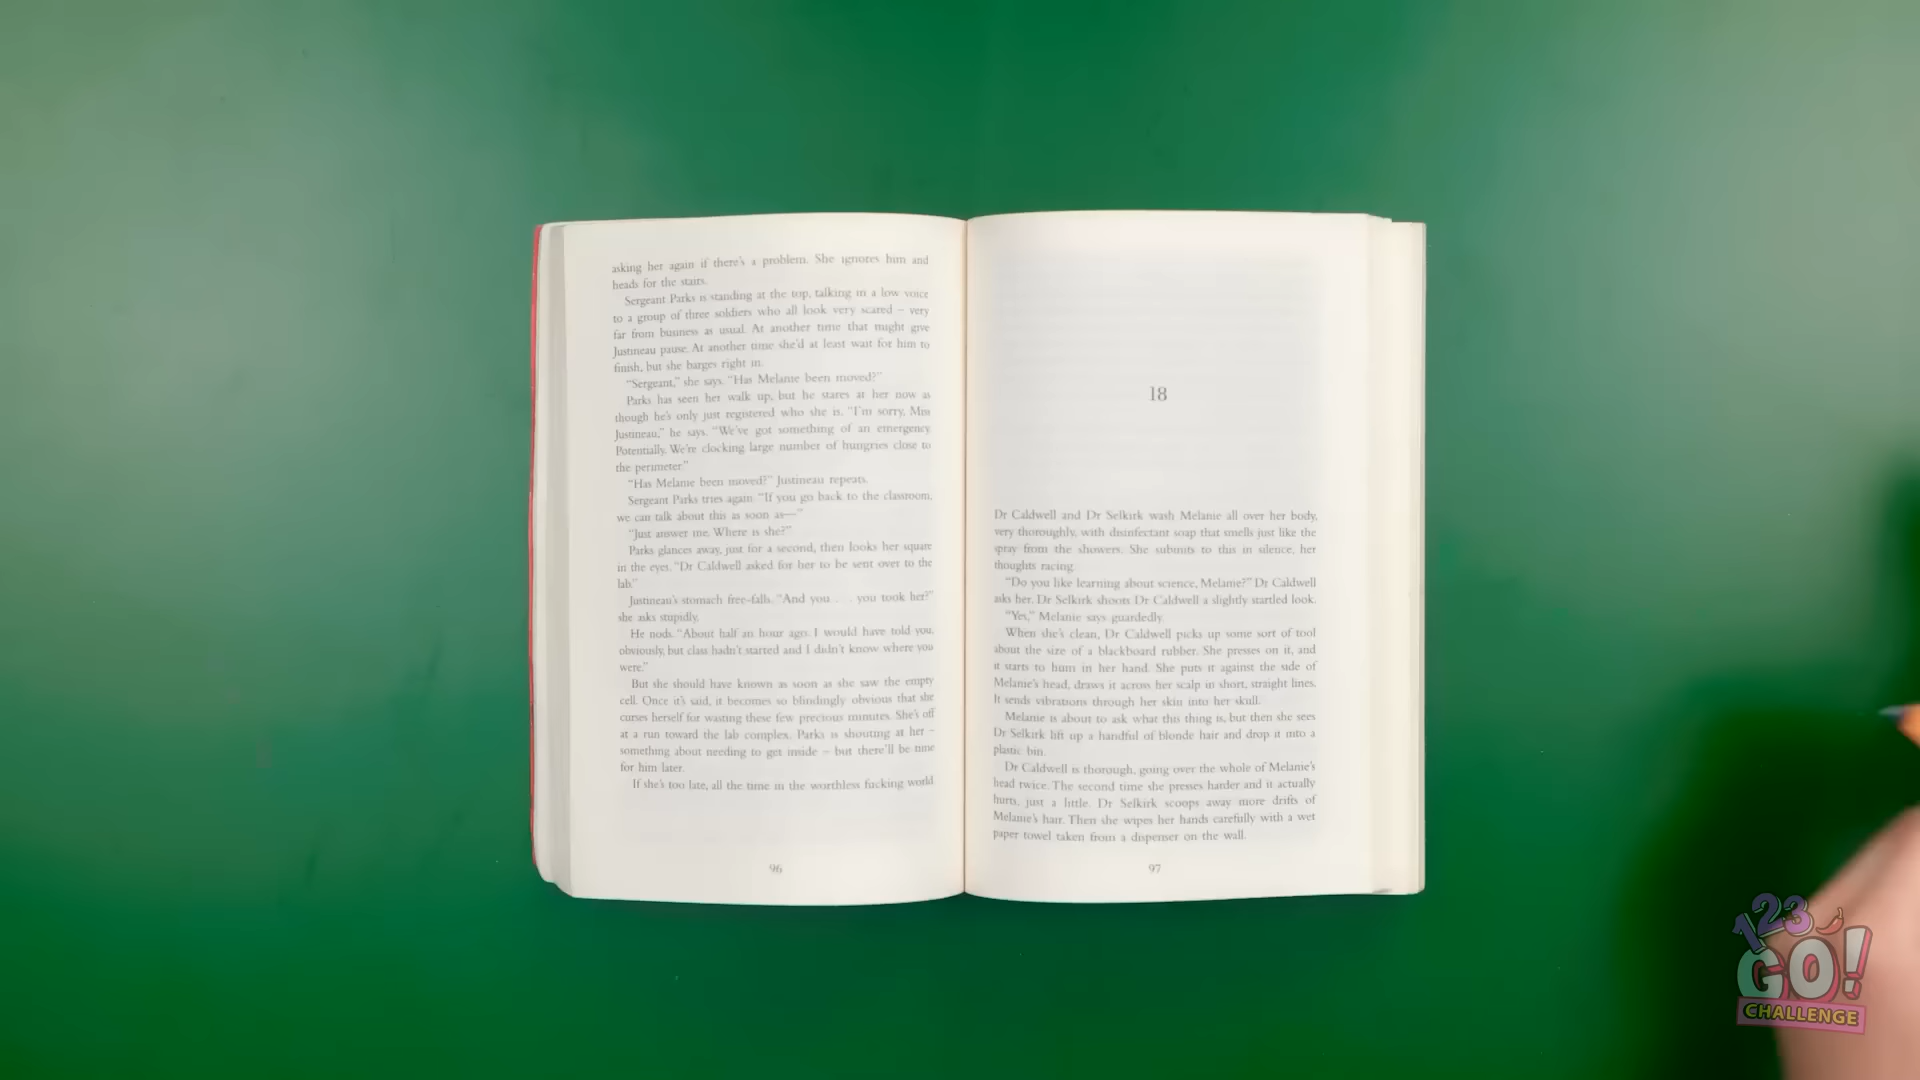 asking her again if there's a problem. She ignores him and
heads for the stairs.
Sergeant Parks is standing at the top, talking in a low voice
to a group of three soldiers who all look very scared – very
far from business as usual. At another time that might give
Justineau pause. At another time she'd at least wait for him to
finish, but she barges right in.
"Sergeant," she says. "Has Melanie been moved?"
Parks has seen her walk up, but he stares at her now as
though he's only just registered who she is. "I'm sorry, Miss
Justineau," he says. "We've got something of an emergency.
Potentially. We're clocking large number of hungries close to
the perimeter."
"Has Melanie been moved?" Justineau repeats.
Sergeant Parks tries again. "If you go back to the classroom,
we can talk about this as soon as—"
"Just answer me. Where is she?"
Parks glances away, just for a second, then looks her square
in the eyes. "Dr Caldwell asked for her to be sent over to the
lab."
Justineau's stomach free-falls. "And you . . . you took her?"
she asks stupidly.
He nods. "About half an hour ago. I would have told you,
obviously, but class hadn't started and I didn't know where you
were."
But she should have known as soon as she saw the empty
cell. Once it's said, it becomes so blindingly obvious that she
curses herself for wasting these few precious minutes. She's off
at a run toward the lab complex. Parks is shouting at her –
something about needing to get inside – but there'll be time
for him later.
If she's too late, all the time in the worthless fucking world
96
18
Dr Caldwell and Dr Selkirk wash Melanie all over her body,
very thoroughly, with disinfectant soap that smells just like the
spray from the showers. She submits to this in silence, her
thoughts racing.
"Do you like learning about science, Melanie?" Dr Caldwell
asks her. Dr Selkirk shoots Dr Caldwell a slightly startled look.
"Yes," Melanie says guardedly.
When she's clean, Dr Caldwell picks up some sort of tool
about the size of a blackboard rubber. She presses on it, and
it starts to hum in her hand. She puts it against the side of
Melanie's head, draws it across her scalp in short, straight lines.
It sends vibrations through her skin into her skull.
Melanie is about to ask what this thing is, but then she sees
Dr Selkirk lift up a handful of blonde hair and drop it into a
plastic bin.
Dr Caldwell is thorough, going over the whole of Melanie's
head twice. The second time she presses harder and it actually
hurts, just a little. Dr Selkirk scoops away more drifts of
Melanie's hair. Then she wipes her hands carefully with a wet
paper towel taken from a dispenser on the wall.
97
123
GO!
CHALLENGE